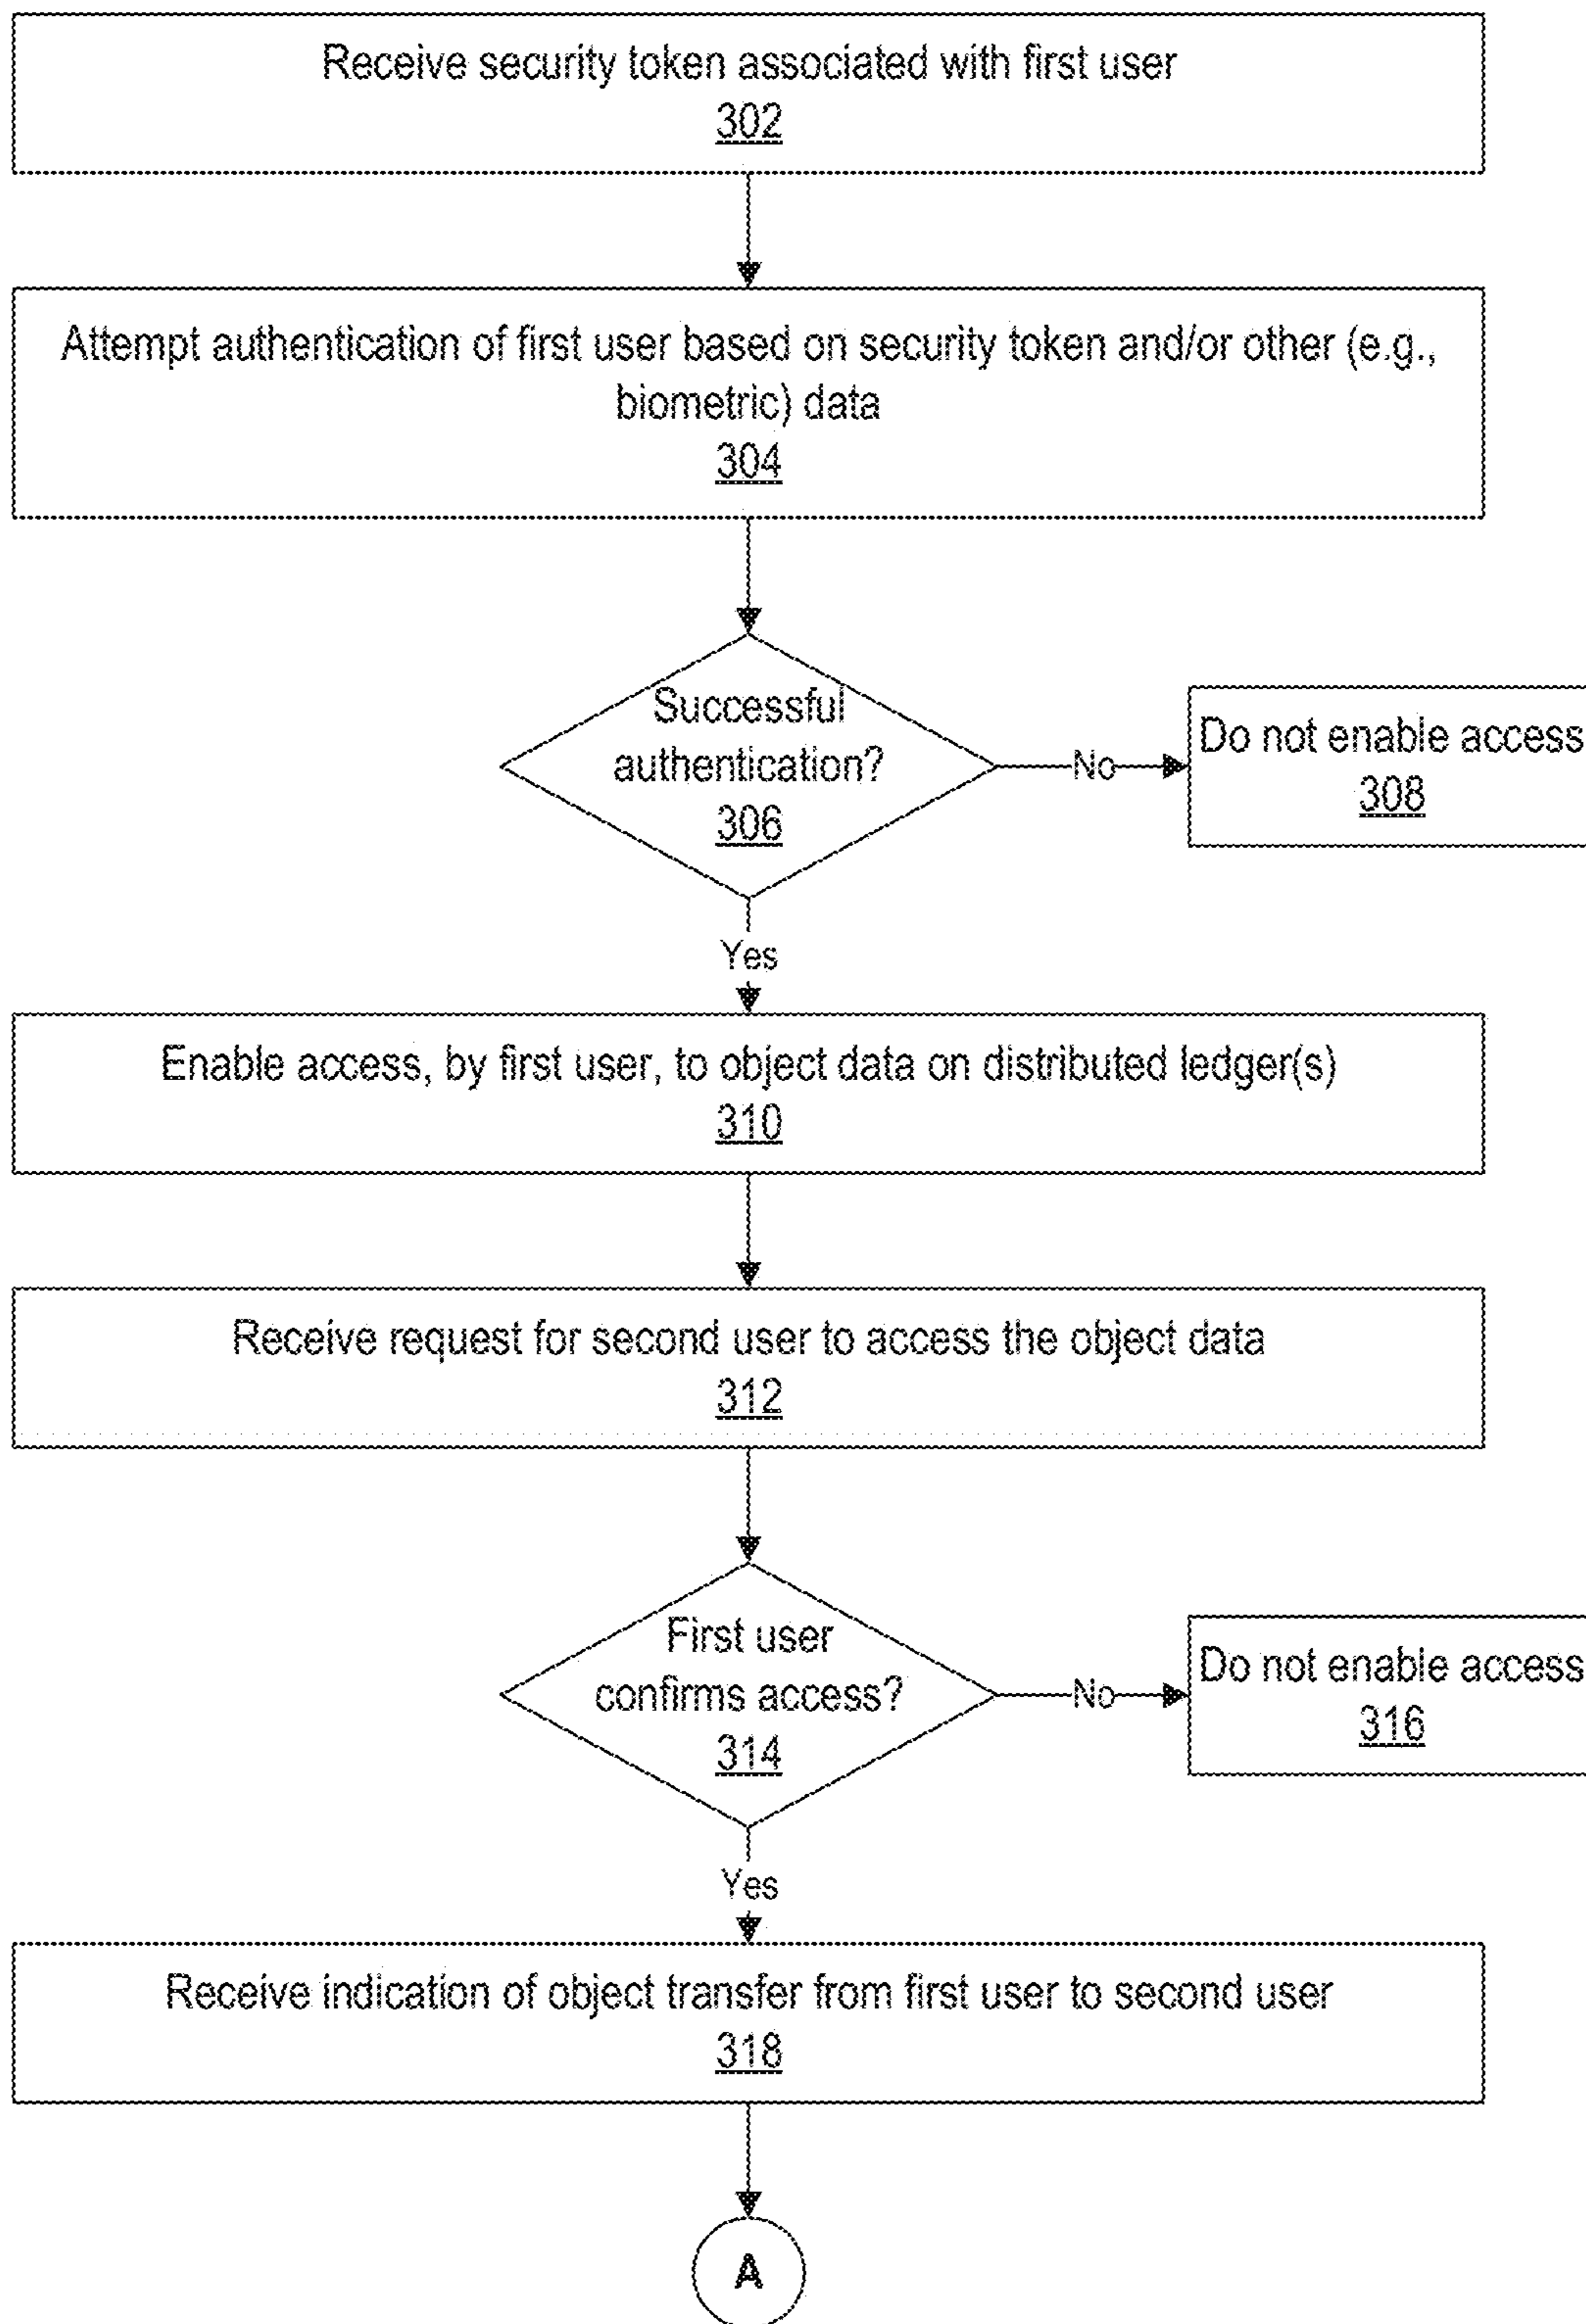 Receive security token associated with first user
302
Attempt authentication of first user based on security token and/or other (e.g.,
biometric) data
304
Successful
authentication?
306
No
Do not enable access
308
Yes
Enable access, by first user, to object data on distributed ledger(s)
310
Receive request for second user to access the object data
312
First user
confirms access?
314
No
Do not enable access
316
Yes
Receive indication of object transfer from first user to second user
318
A